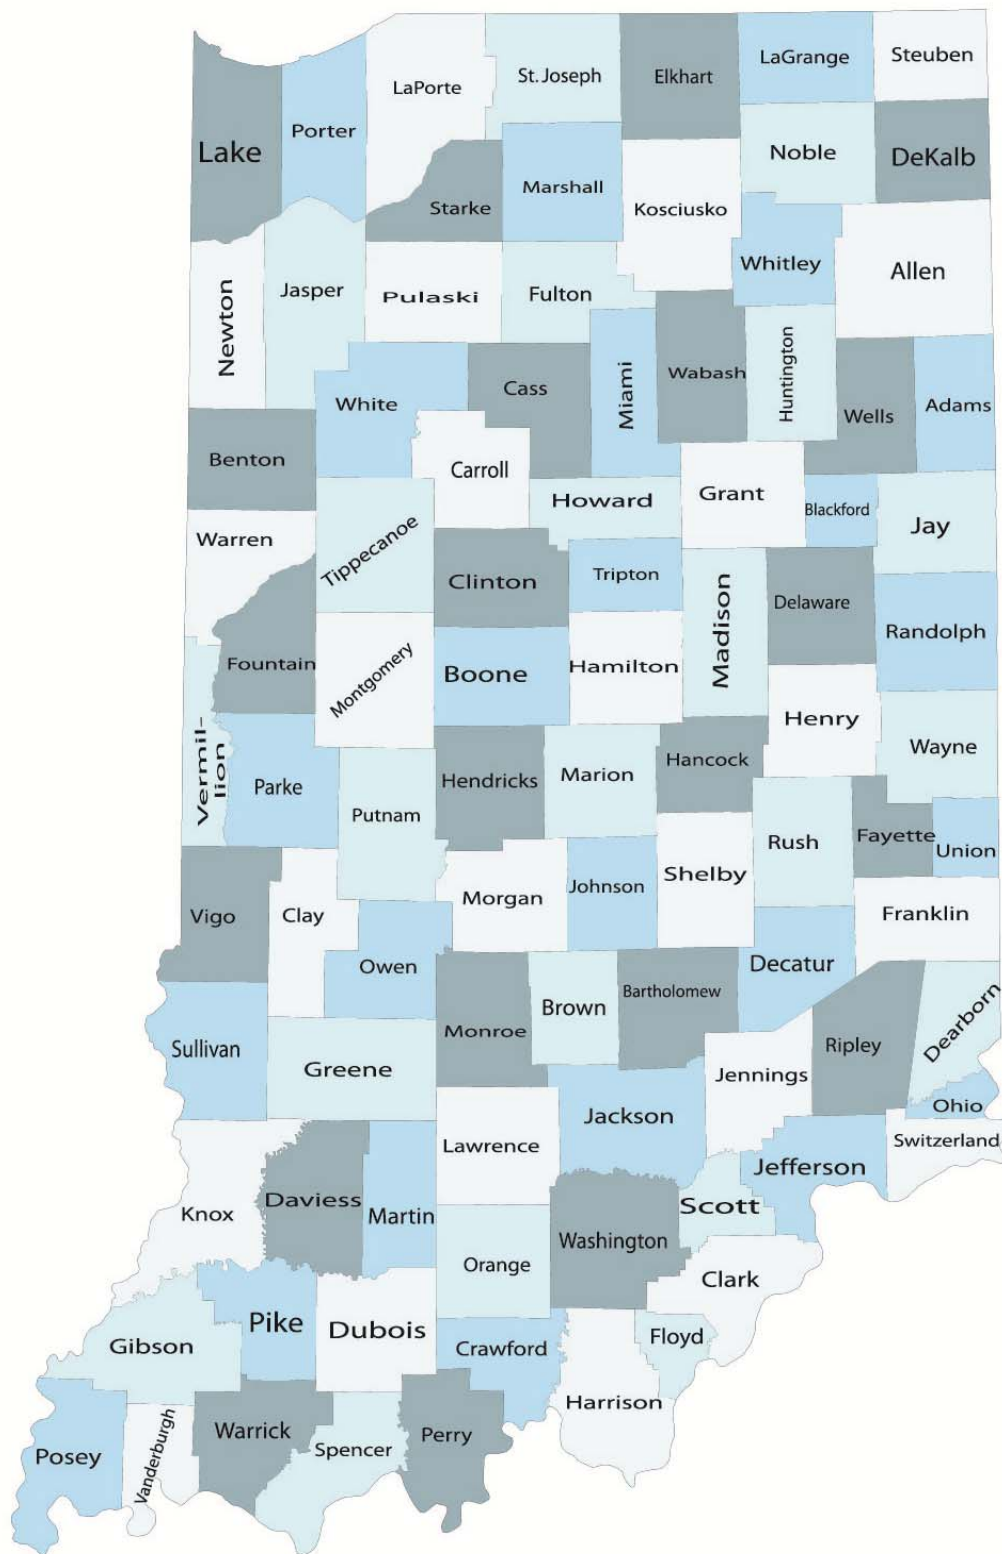 Lake
Porter
LaPorte
St. Joseph
Elkhart
LaGrange
Steuben
Noble
DeKalb
Marshall
Starke
Kosciusko
Whitley
Allen
Newton
Jasper
Pulaski
Fulton
Miami
Wabash
Huntington
Wells
Adams
White
Cass
Benton
Carroll
Howard
Grant
Blackford
Jay
Warren
Tippecanoe
Clinton
Tripton
Madison
Delaware
Randolph
Fountain
Montgomery
Boone
Hamilton
Henry
Wayne
Vermil-
lion
Parke
Putnam
Hendricks
Marion
Hancock
Rush
Fayette
Union
Vigo
Clay
Owen
Morgan
Johnson
Shelby
Decatur
Franklin
Sullivan
Greene
Monroe
Brown
Bartholomew
Jennings
Ripley
Dearborn
Ohio
Switzerland
Knox
Daviess
Martin
Lawrence
Jackson
Jefferson
Scott
Orange
Washington
Clark
Gibson
Pike
Dubois
Crawford
Floyd
Harrison
Posey
Vanderburgh
Warrick
Spencer
Perry